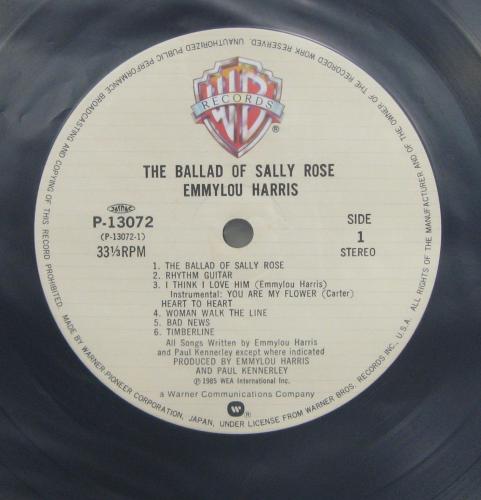 UNAUTHORIZED PUBLIC PERFORMANCE BROADCASTING AND COPYING OF THIS RECORD PROHIBITED.
ALL RIGHTS OF THE MANUFACTURER AND OF THE OWNER OF THE RECORDED WORK RESERVED.
WB
RECORDS
®
THE BALLAD OF SALLY ROSE
EMMYLOU HARRIS
P-13072
(P-13072-1)
33⅓RPM
SIDE
1
STEREO
1. THE BALLAD OF SALLY ROSE
2. RHYTHM GUITAR
3. I THINK I LOVE HIM (Emmylou Harris)
Instrumental: YOU ARE MY FLOWER (Carter)
HEART TO HEART
4. WOMAN WALK THE LINE
5. BAD NEWS
6. TIMBERLINE
All Songs Written by Emmylou Harris
and Paul Kennerley except where indicated
PRODUCED BY EMMYLOU HARRIS
AND PAUL KENNERLEY
℗1985 WEA International Inc.
a Warner Communications Company
®
MADE BY WARNER-PIONEER CORPORATION, JAPAN, UNDER LICENSE FROM WARNER BROS. RECORDS INC., U.S.A.